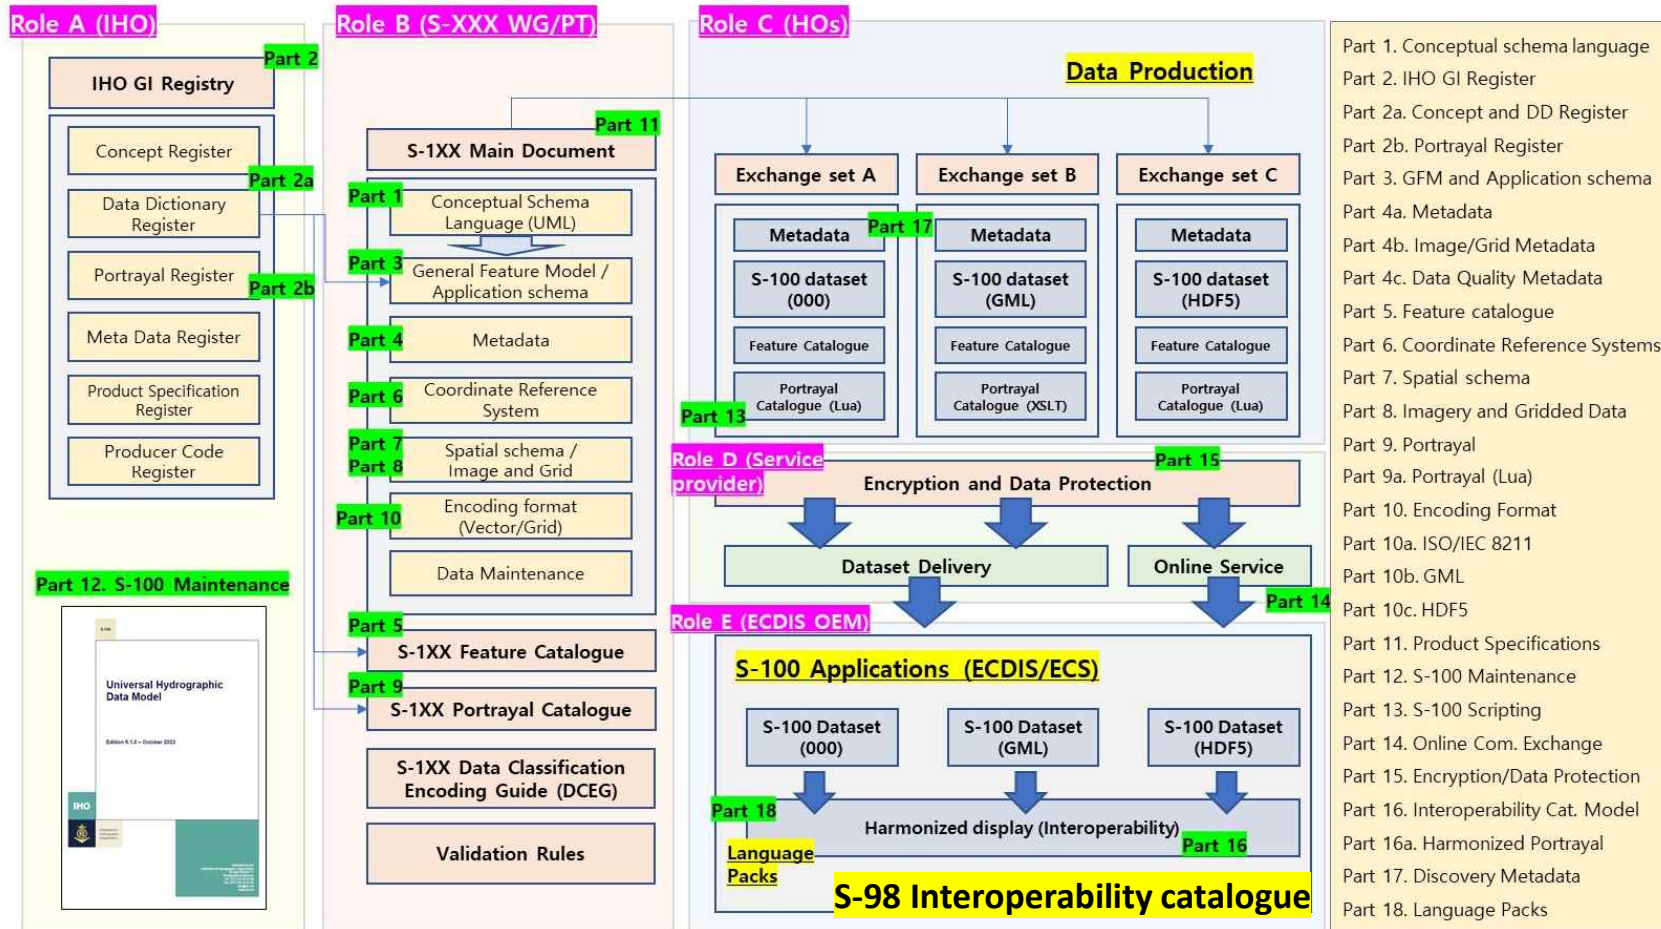 Role A (IHO)
Part 2
IHO GI Registry
Concept Register
Part 2a
Data Dictionary
Register
Portrayal Register
Part 2b
Meta Data Register
Product Specification
Register
Producer Code
Register
Part 12. S-100 Maintenance
Universal Hydrographic
Data Model
IHO
Role B (S-XXX WG/PT)
Part 11
S-1XX Main Document
Part 1
Conceptual Schema
Language (UML)
Part 3
General Feature Model /
Application schema
Part 4
Metadata
Part 6
Coordinate Reference
System
Part 7
Part 8
Spatial schema /
Image and Grid
Part 10
Encoding format
(Vector/Grid)
Data Maintenance
Part 5
S-1XX Feature Catalogue
Part 9
S-1XX Portrayal Catalogue
S-1XX Data Classification
Encoding Guide (DCEG)
Validation Rules
Role C (HOs)
Data Production
Exchange set A
Exchange set B
Exchange set C
Metadata
Part 17
Metadata
Metadata
S-100 dataset
(000)
S-100 dataset
(GML)
S-100 dataset
(HDF5)
Feature Catalogue
Feature Catalogue
Feature Catalogue
Portrayal
Catalogue (Lua)
Portrayal
Catalogue (XSLT)
Portrayal
Catalogue (Lua)
Part 13
Role D (Service
provider)
Part 15
Encryption and Data Protection
Dataset Delivery
Online Service
Part 14
Role E (ECDIS OEM)
S-100 Applications (ECDIS/ECS)
S-100 Dataset
(000)
S-100 Dataset
(GML)
S-100 Dataset
(HDF5)
Part 18
Harmonized display (Interoperability)
Part 16
Language
Packs
S-98 Interoperability catalogue
Part 1. Conceptual schema language
Part 2. IHO GI Register
Part 2a. Concept and DD Register
Part 2b. Portrayal Register
Part 3. GFM and Application schema
Part 4a. Metadata
Part 4b. Image/Grid Metadata
Part 4c. Data Quality Metadata
Part 5. Feature catalogue
Part 6. Coordinate Reference Systems
Part 7. Spatial schema
Part 8. Imagery and Gridded Data
Part 9. Portrayal
Part 9a. Portrayal (Lua)
Part 10. Encoding Format
Part 10a. ISO/IEC 8211
Part 10b. GML
Part 10c. HDF5
Part 11. Product Specifications
Part 12. S-100 Maintenance
Part 13. S-100 Scripting
Part 14. Online Com. Exchange
Part 15. Encryption/Data Protection
Part 16. Interoperability Cat. Model
Part 16a. Harmonized Portrayal
Part 17. Discovery Metadata
Part 18. Language Packs